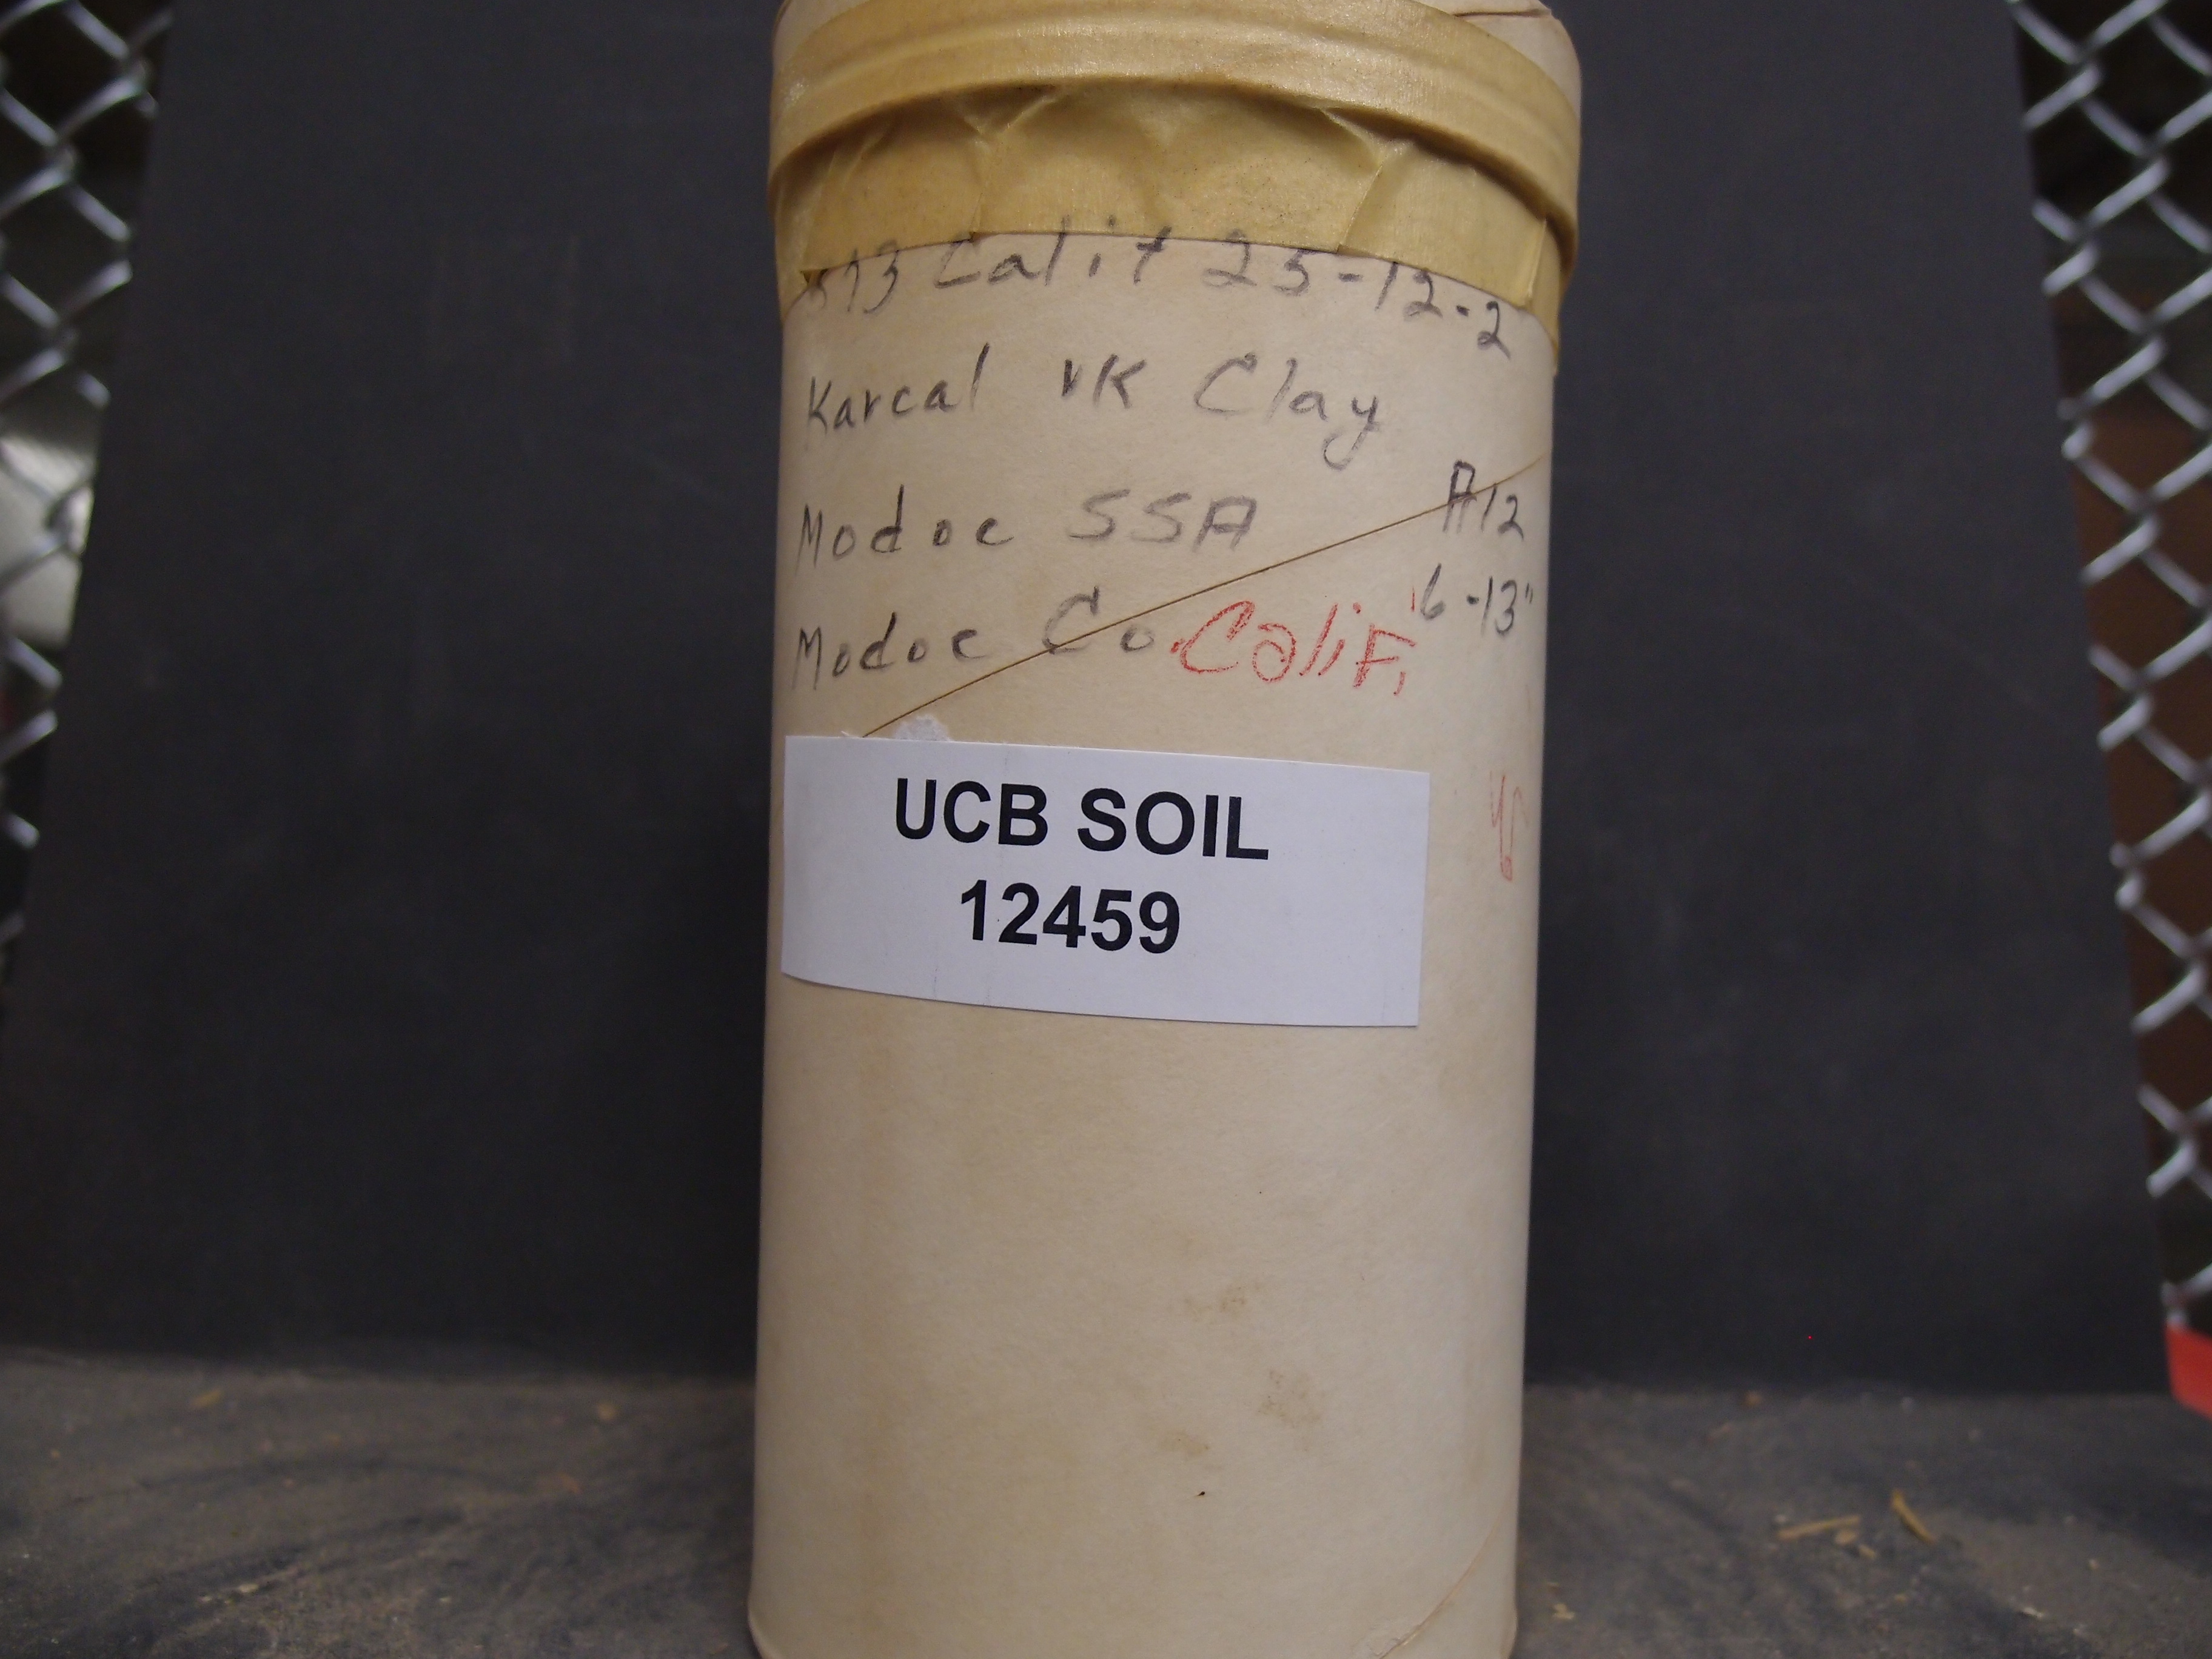 S73 Calif 25-12-2
Karcal vK Clay
Modoc SSA A12
Modoc Co. Calif. "6-13"
UCB SOIL
12459